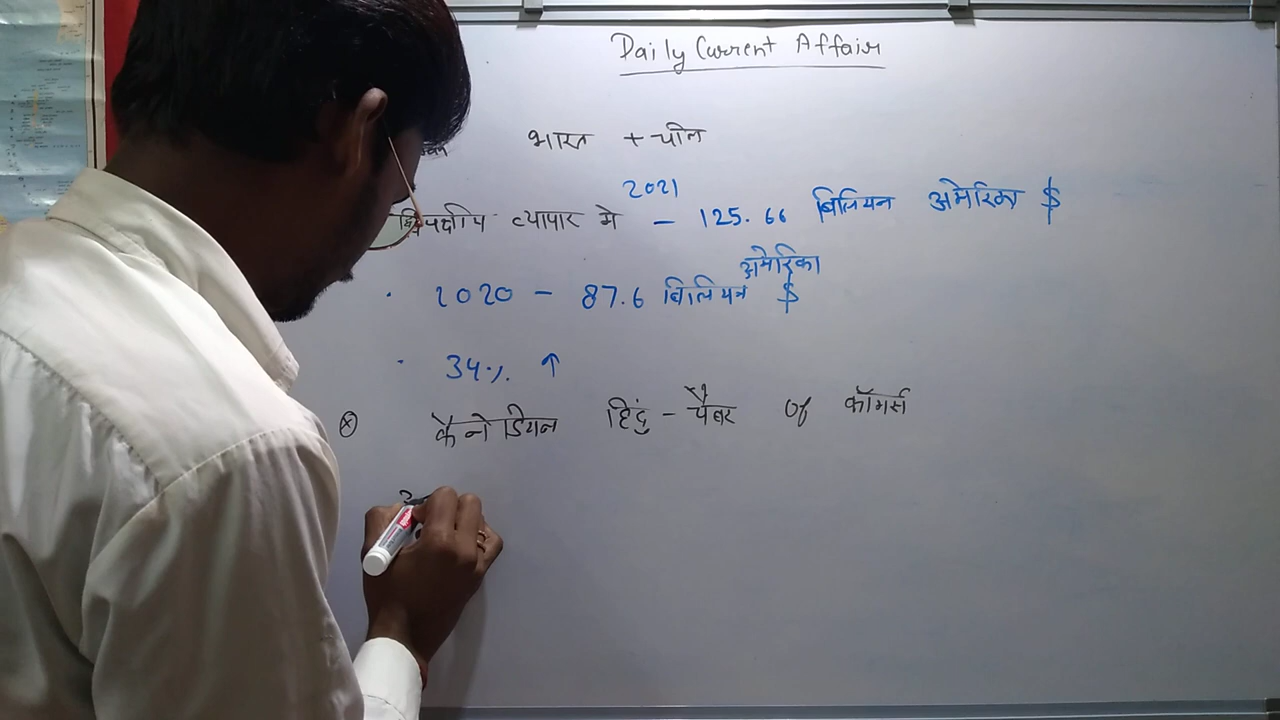 Daily Current Affair
भारत + चीन
2021
द्विपक्षीय व्यापार मे - 125.66 बिलियन अमेरिका $
अमेरिका
· 2020 - 87.6 बिलियन $
· 34%. ↑
ⓧ कैनेडियन हिंदु - चैंबर of कॉमर्स